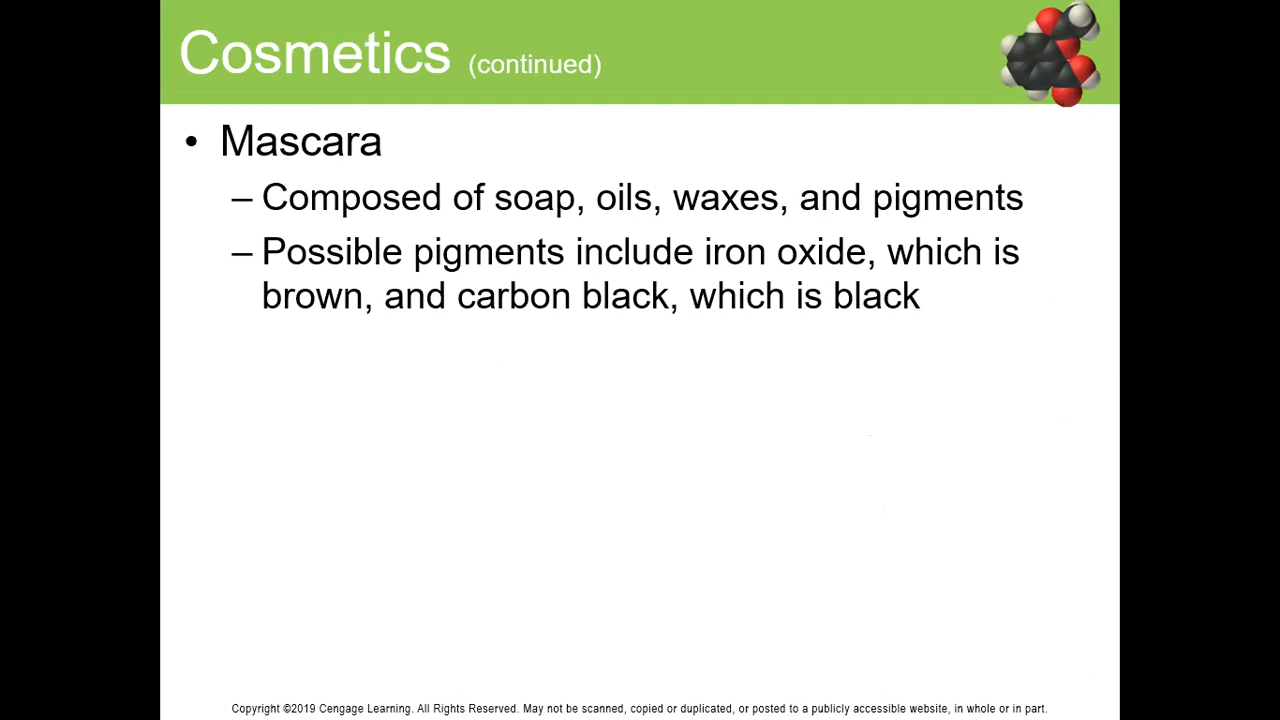 Cosmetics (continued)
• Mascara
– Composed of soap, oils, waxes, and pigments
– Possible pigments include iron oxide, which is
brown, and carbon black, which is black
Copyright ©2019 Cengage Learning. All Rights Reserved. May not be scanned, copied or duplicated, or posted to a publicly accessible website, in whole or in part.